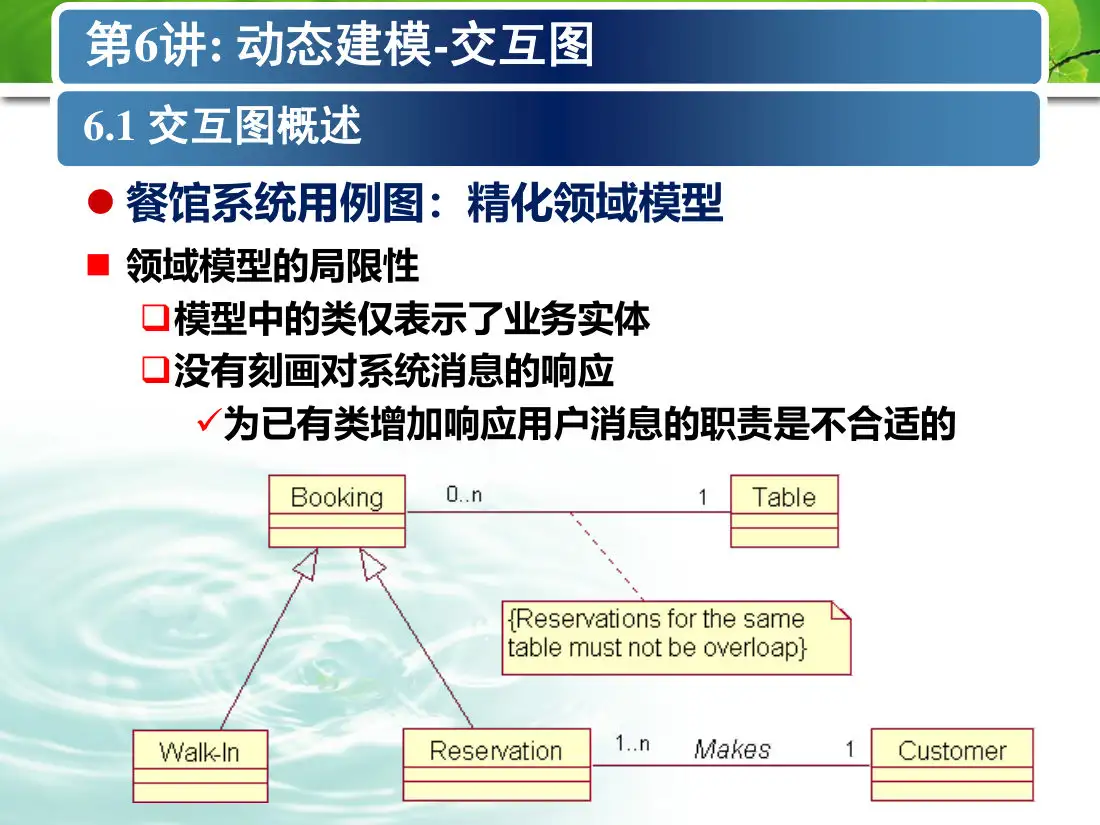 第6讲: 动态建模-交互图
6.1 交互图概述
餐馆系统用例图：精化领域模型
领域模型的局限性
模型中的类仅表示了业务实体
没有刻画对系统消息的响应
为已有类增加响应用户消息的职责是不合适的
Booking
0..n
1
Table
{Reservations for the same
table must not be overloap}
Walk-In
Reservation
1..n
Makes
1
Customer